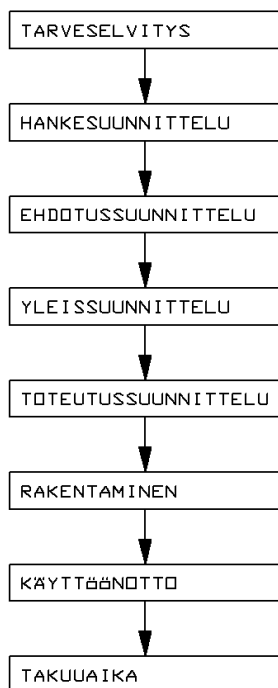 TARVESELVITYS
HANKESUUNNITTELU
EHDOTUSSUUNNITTELU
YLEISSUUNNITTELU
TOTEUTUSSUUNNITTELU
RAKENTAMINEN
KÄYTTööNOTTO
TAKUUAIKA